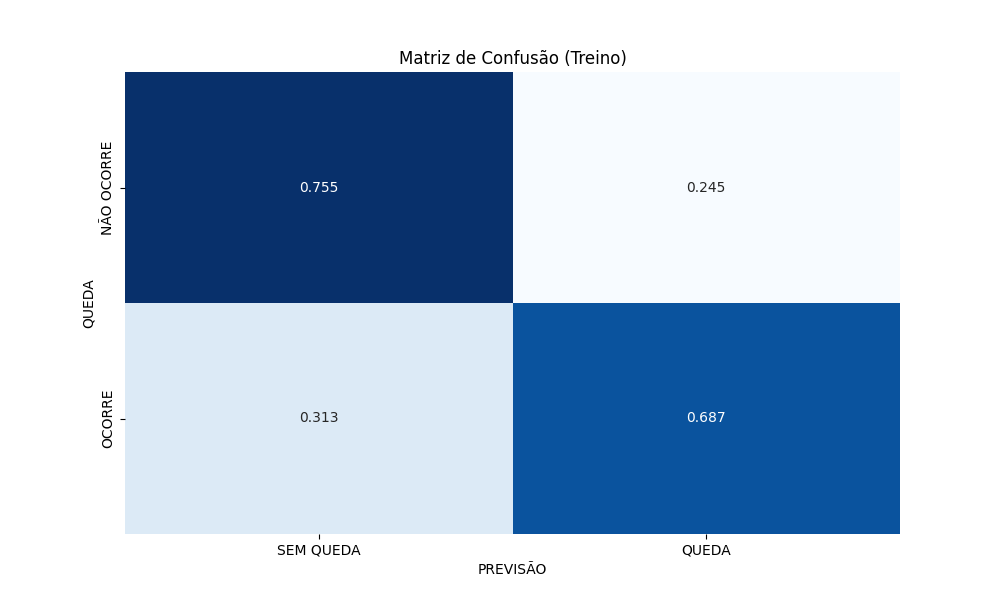 Matriz de Confusão (Treino)
QUEDA
NÃO OCORRE
0.755
0.245
OCORRE
0.313
0.687
SEM QUEDA
QUEDA
PREVISÃO